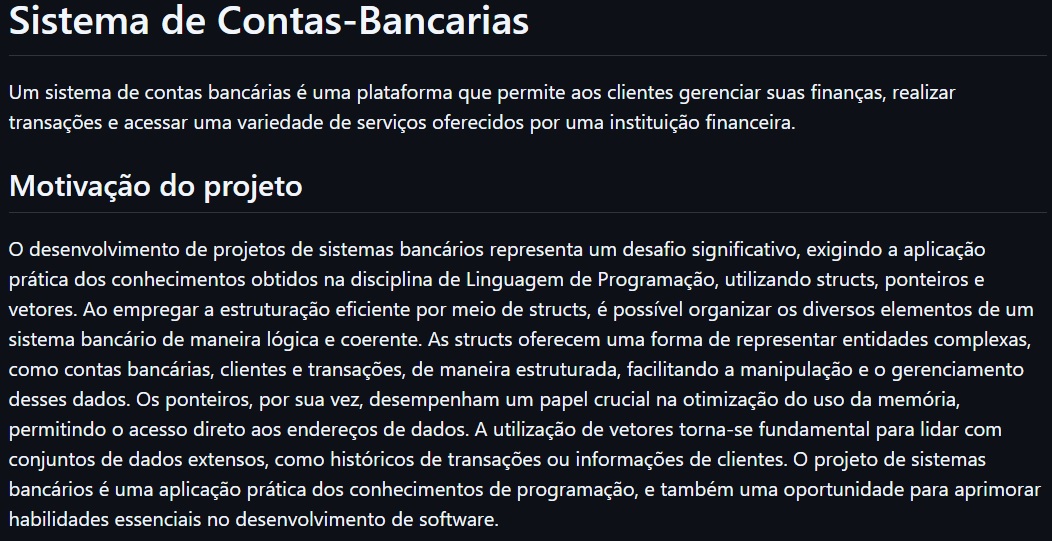 Sistema de Contas-Bancarias
Um sistema de contas bancárias é uma plataforma que permite aos clientes gerenciar suas finanças, realizar
transações e acessar uma variedade de serviços oferecidos por uma instituição financeira.
Motivação do projeto
O desenvolvimento de projetos de sistemas bancários representa um desafio significativo, exigindo a aplicação
prática dos conhecimentos obtidos na disciplina de Linguagem de Programação, utilizando structs, ponteiros e
vetores. Ao empregar a estruturação eficiente por meio de structs, é possível organizar os diversos elementos de um
sistema bancário de maneira lógica e coerente. As structs oferecem uma forma de representar entidades complexas,
como contas bancárias, clientes e transações, de maneira estruturada, facilitando a manipulação e o gerenciamento
desses dados. Os ponteiros, por sua vez, desempenham um papel crucial na otimização do uso da memória,
permitindo o acesso direto aos endereços de dados. A utilização de vetores torna-se fundamental para lidar com
conjuntos de dados extensos, como históricos de transações ou informações de clientes. O projeto de sistemas
bancários é uma aplicação prática dos conhecimentos de programação, e também uma oportunidade para aprimorar
habilidades essenciais no desenvolvimento de software.